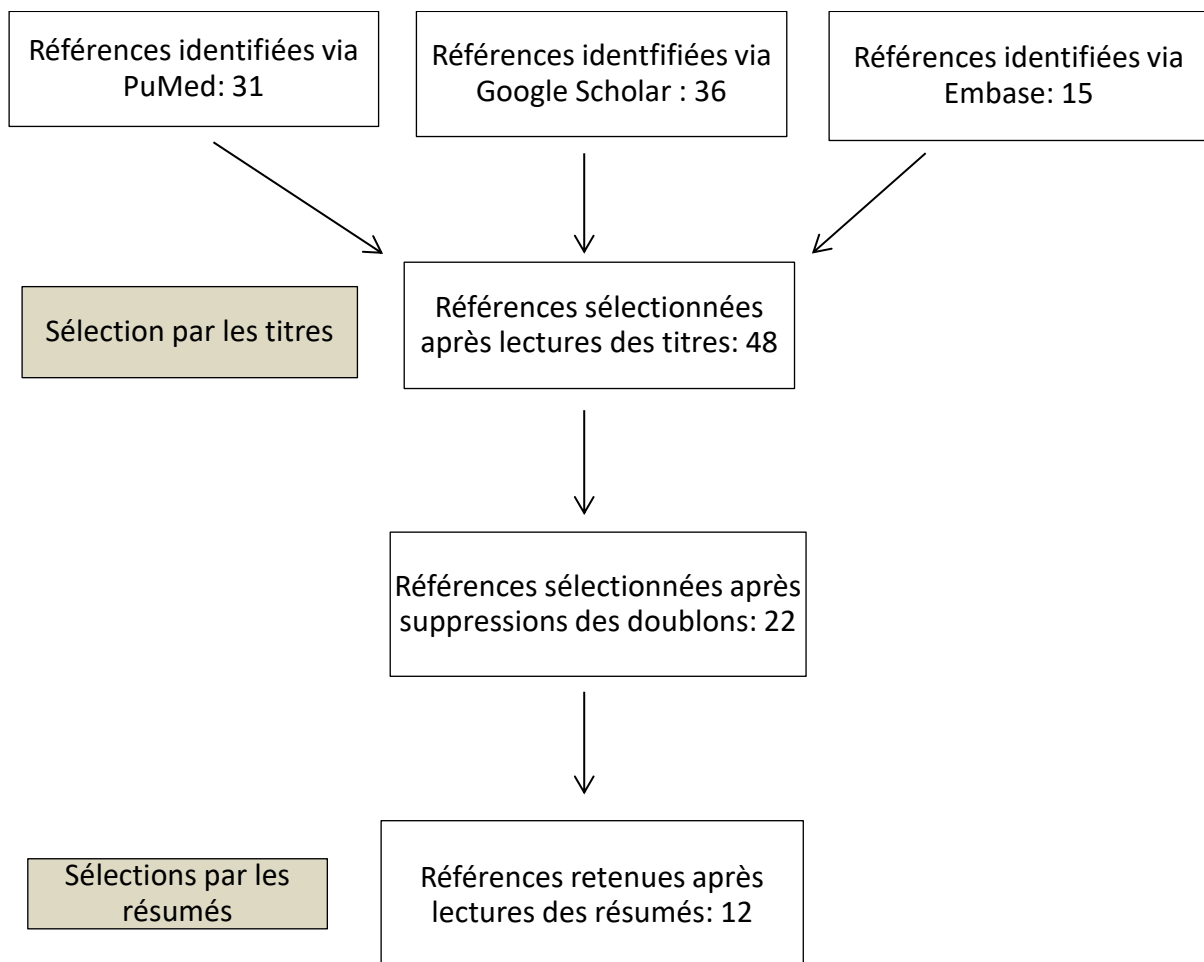 Références identifiées via
PuMed: 31
Références identfifiées via
Google Scholar : 36
Références identifiées via
Embase: 15
Sélection par les titres
Références sélectionnées
après lectures des titres: 48
Références sélectionnées après
suppressions des doublons: 22
Sélections par les
résumés
Références retenues après
lectures des résumés: 12